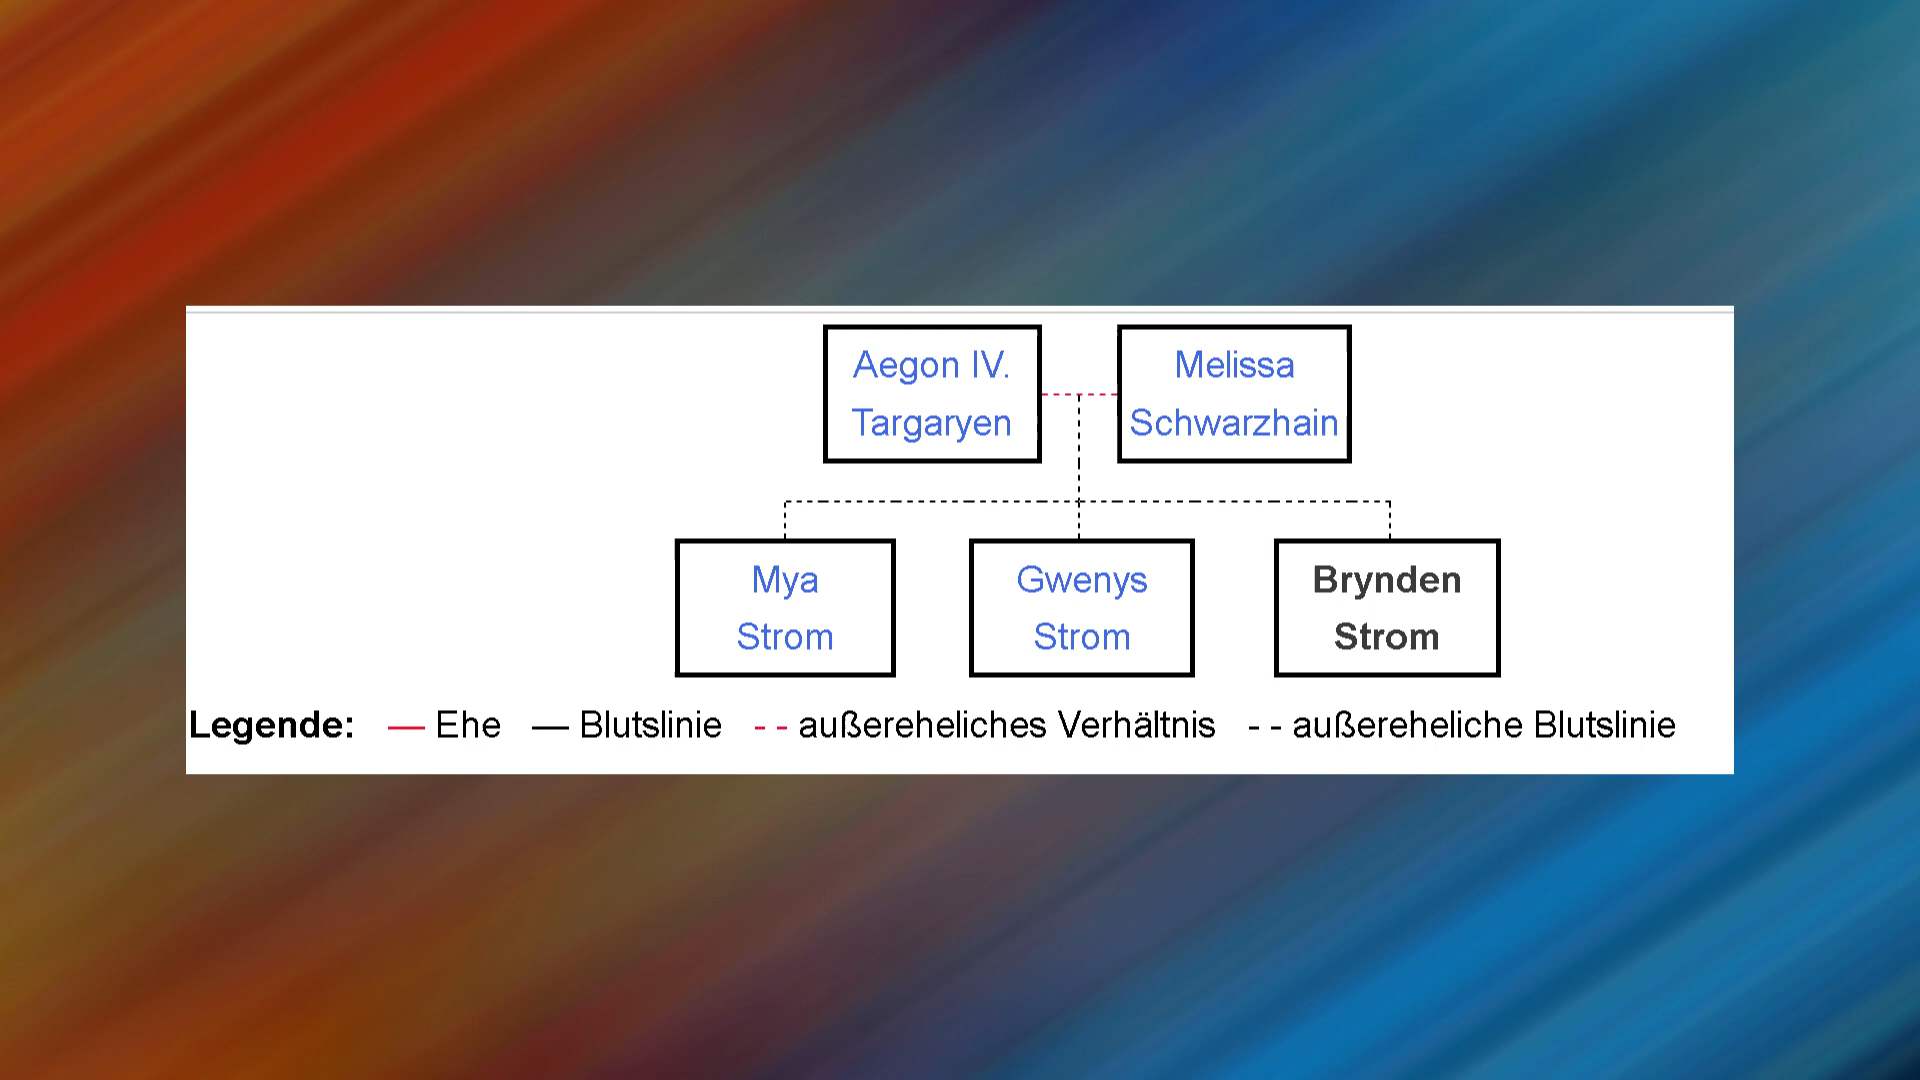 Aegon IV.
Targaryen
Melissa
Schwarzhain
Mya
Strom
Gwenys
Strom
Brynden
Strom
Legende: Ehe Blutslinie außereheliches Verhältnis außereheliche Blutslinie